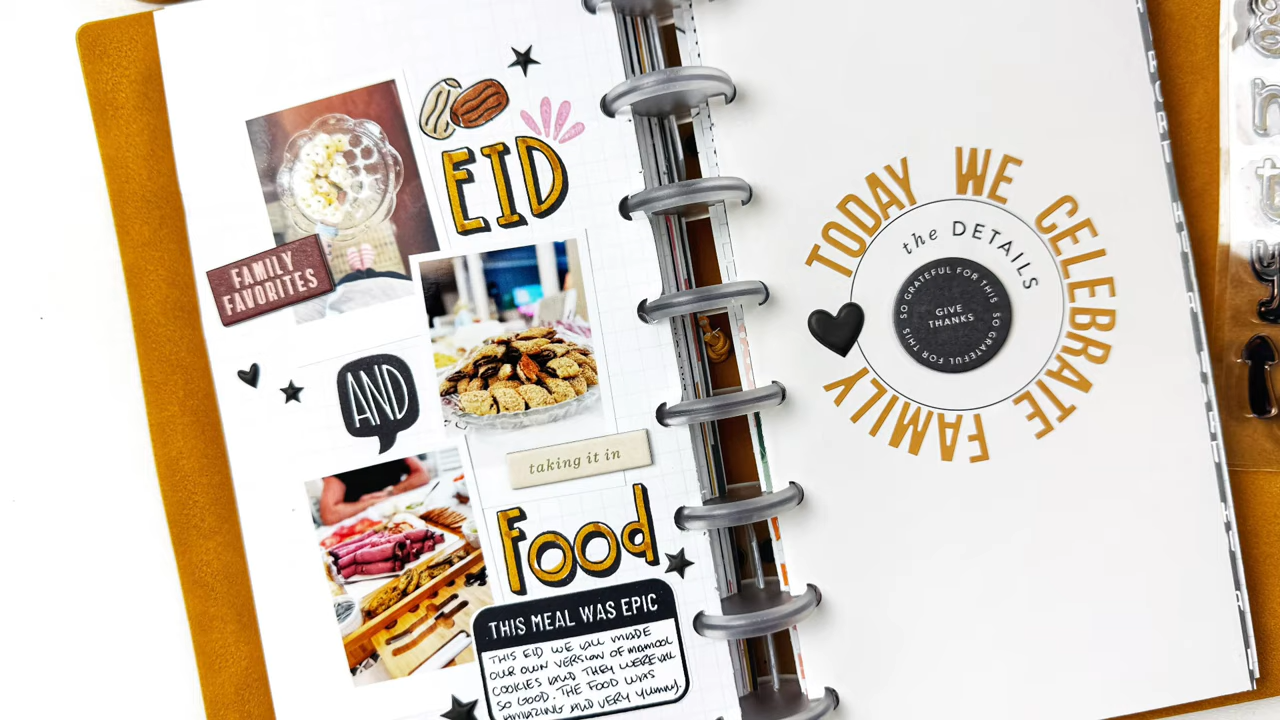 EID
FAMILY
FAVORITES
AND
taking it in
Food
THIS MEAL WAS EPIC
THIS EID WE ALL MADE
OUR OWN VERSION OF mamool
COOKIES AND THEY WERE ALL
SO GOOD. THE FOOD WAS
AMAZING AND VERY YUMMY.
TODAY WE CELEBRATE FAMILY
the DETAILS
SO GRATEFUL FOR THIS SO GRATEFUL FOR THIS
GIVE
THANKS
n
t
y